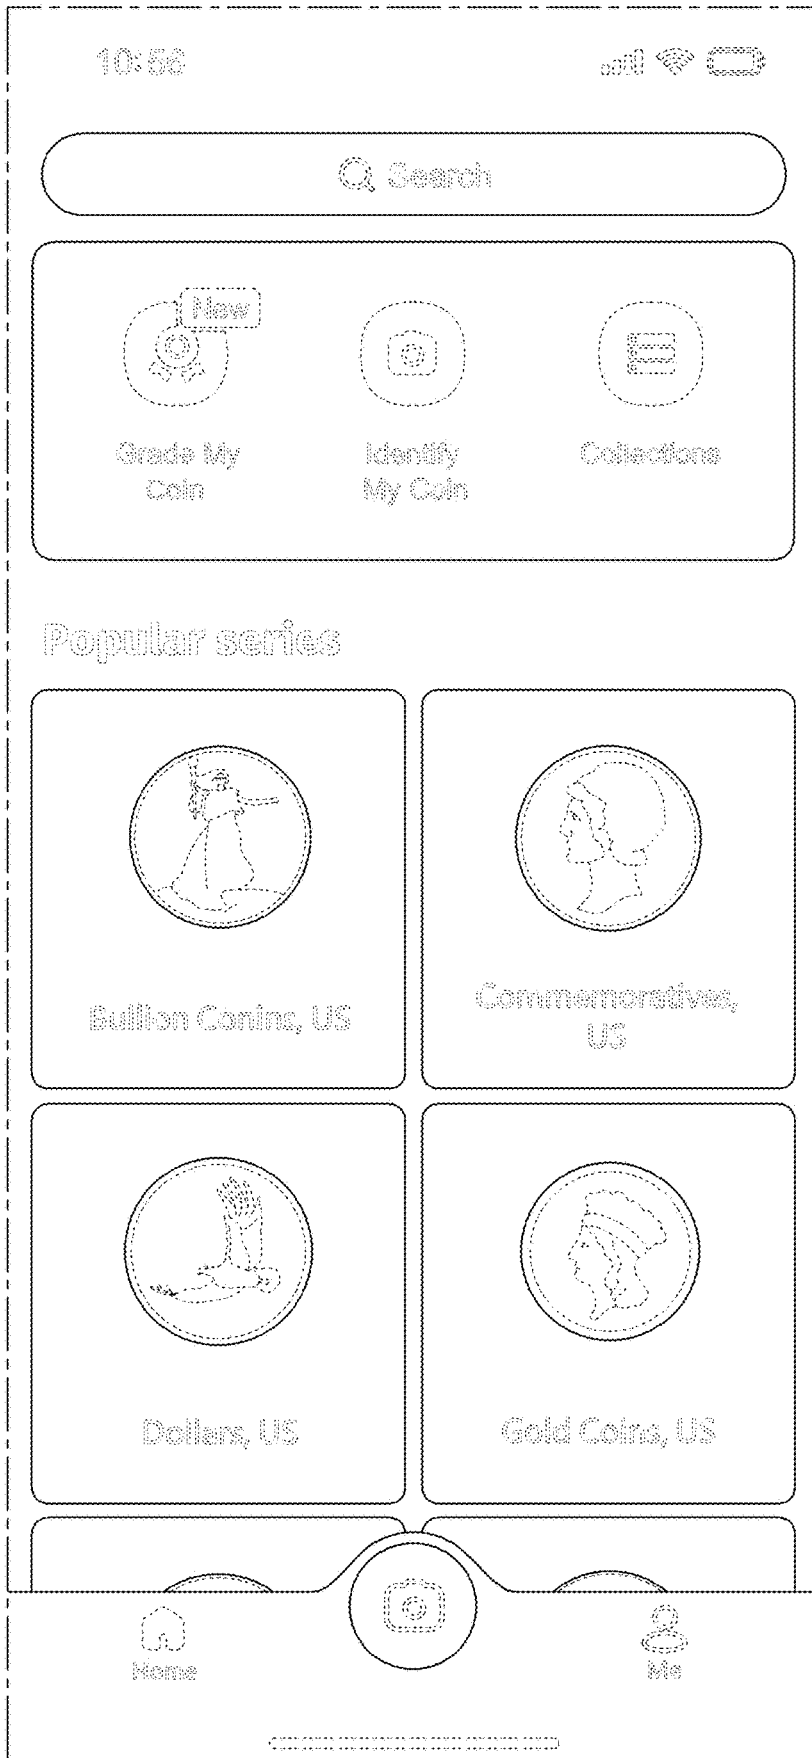 10:56
Search
New
Grade My
Coin
Identify
My Coin
Collections
Popular series
Bullion Conins, US
Commemoratives,
US
Dollars, US
Gold Coins, US
Home
Me